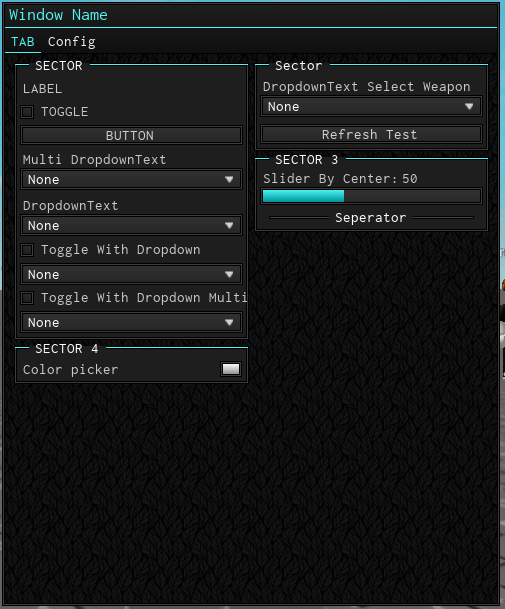 Window Name
TAB Config
SECTOR
LABEL
TOGGLE
BUTTON
Multi DropdownText
None
DropdownText
None
Toggle With Dropdown
None
Toggle With Dropdown Multi
None
SECTOR 4
Color picker
Sector
DropdownText Select Weapon
None
Refresh Test
SECTOR 3
Slider By Center: 50
Seperator